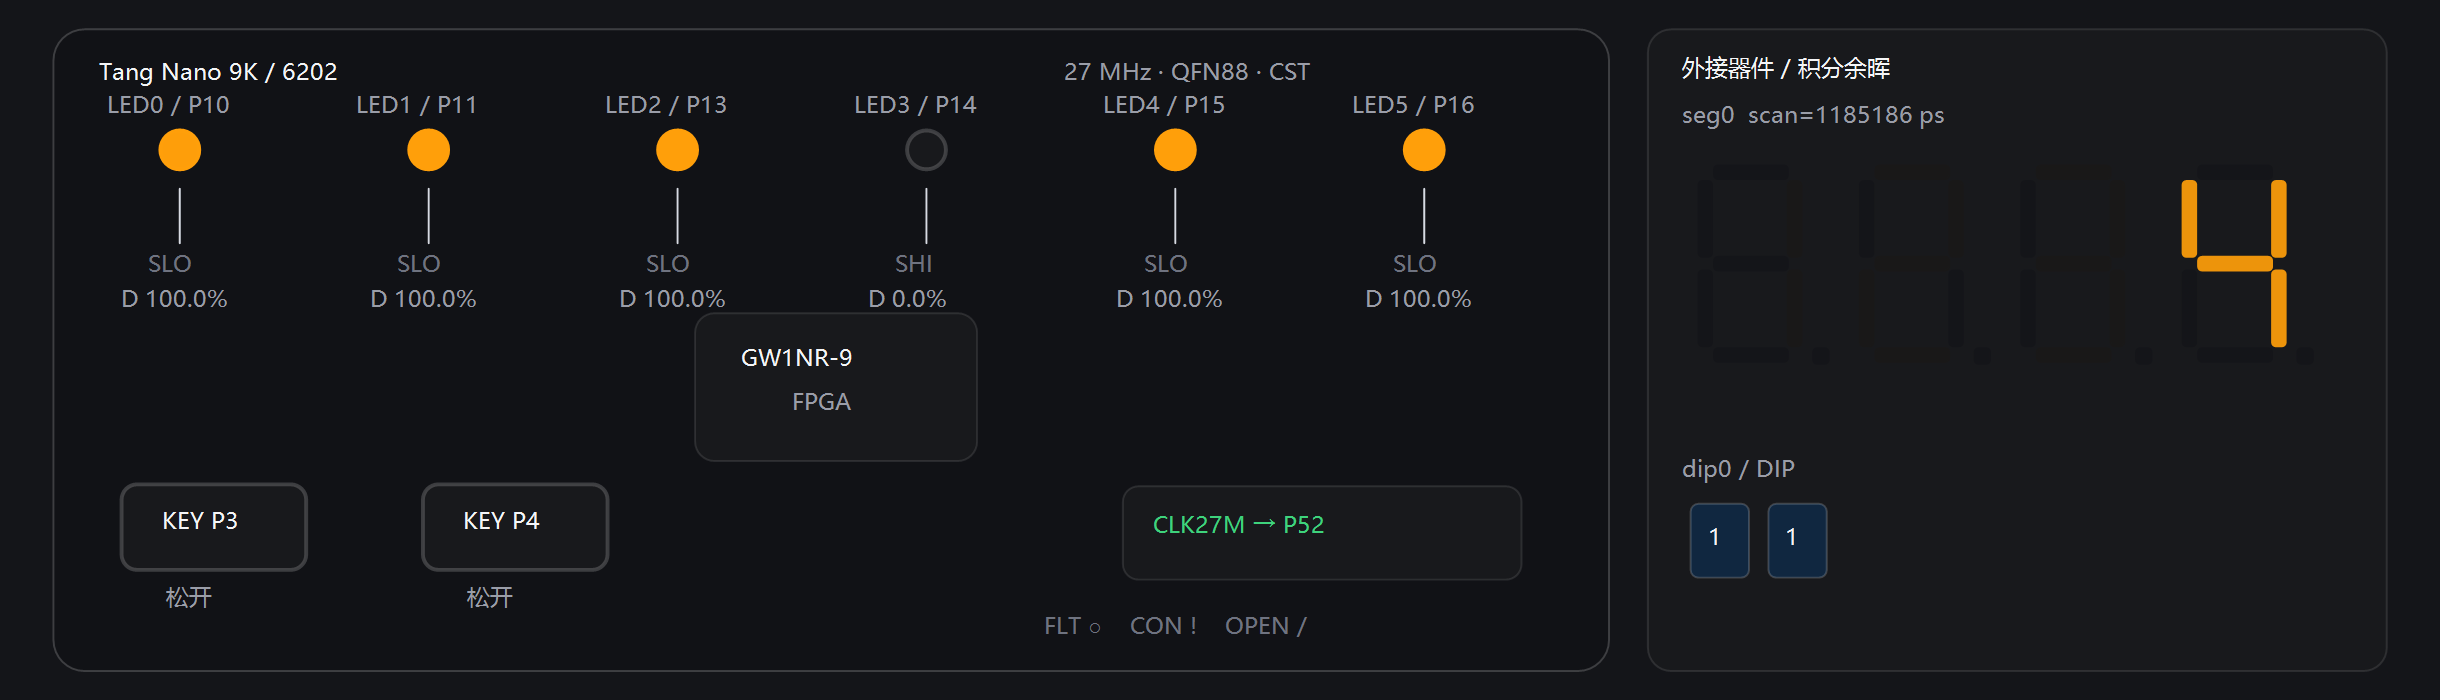 Tang Nano 9K / 6202
27 MHz · QFN88 · CST
LED0 / P10
LED1 / P11
LED2 / P13
LED3 / P14
LED4 / P15
LED5 / P16
SLO
SLO
SLO
SHI
SLO
SLO
D 100.0%
D 100.0%
D 100.0%
D 0.0%
D 100.0%
D 100.0%
GW1NR-9
FPGA
KEY P3
KEY P4
CLK27M → P52
松开
松开
FLT ○ CON ! OPEN /
外接器件 / 积分余晖
seg0 scan=1185186 ps
4
dip0 / DIP
1 1